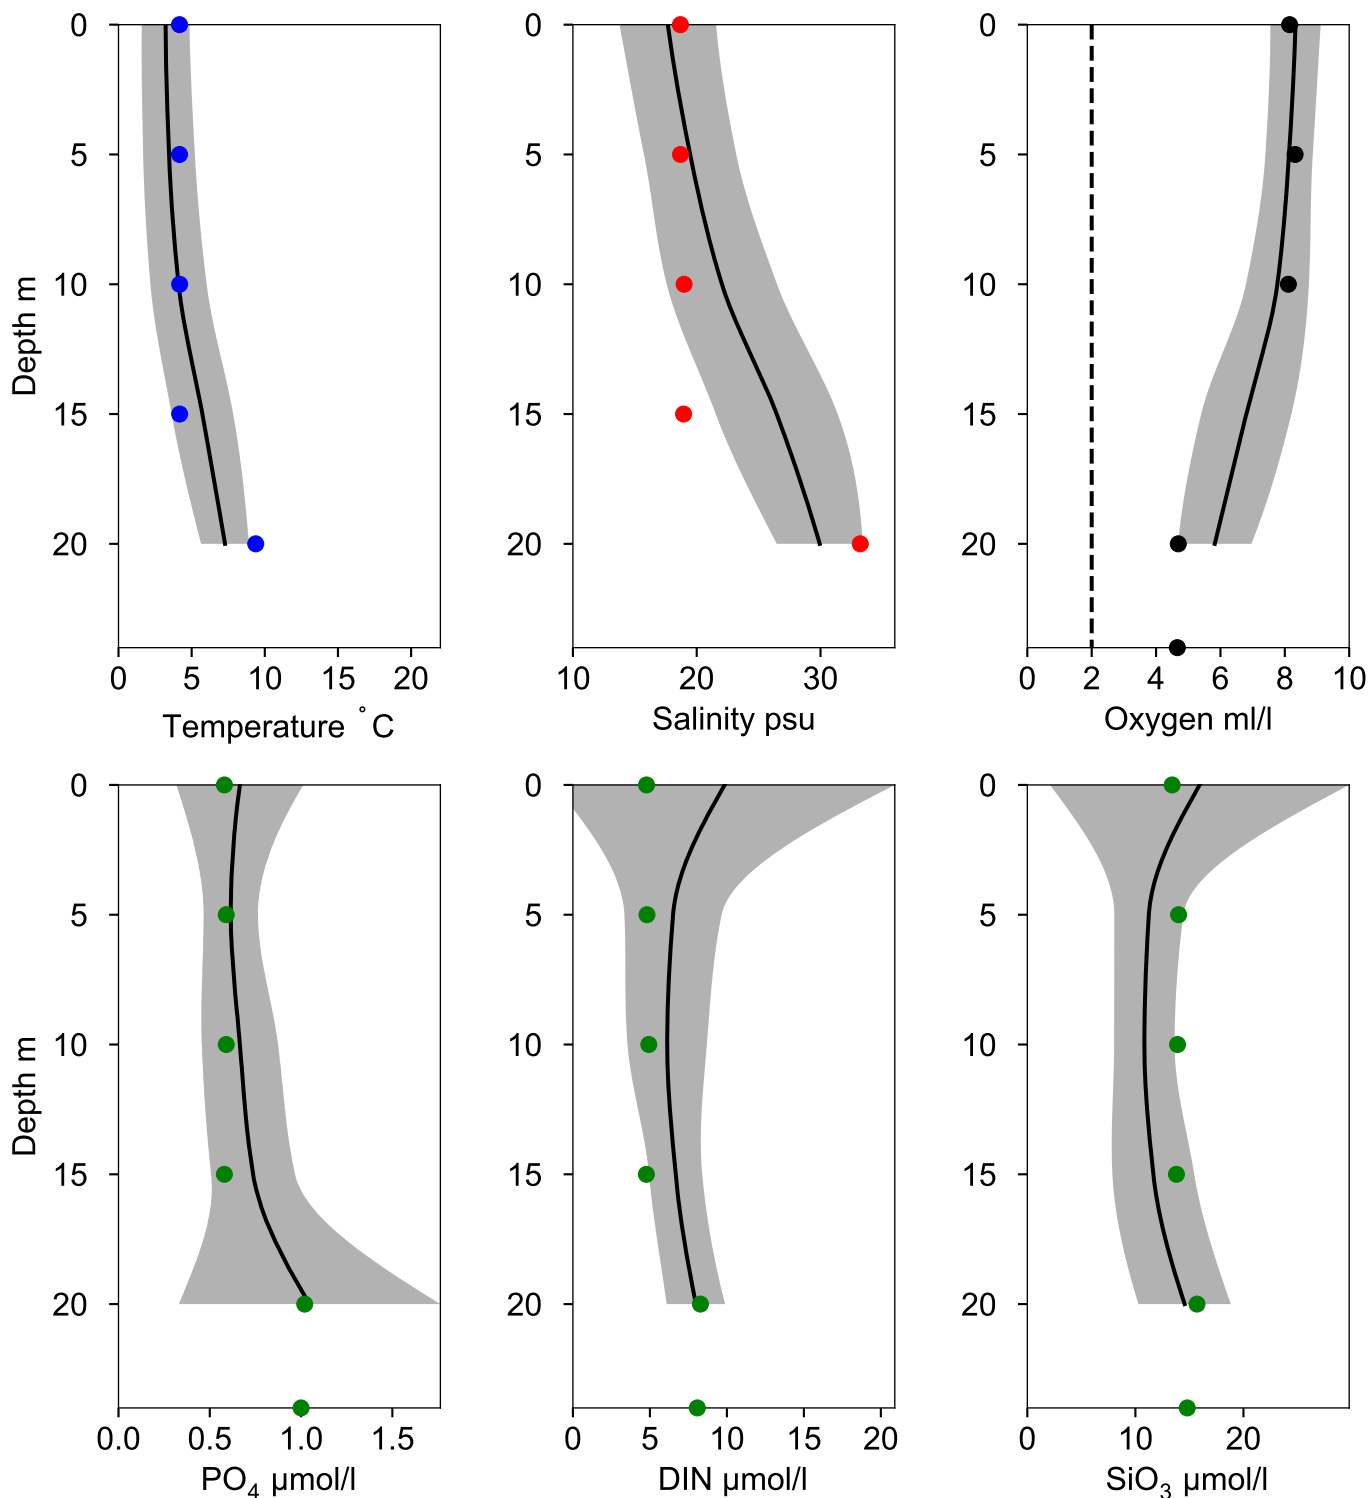 0
5
10
15
20
Depth m
0 5 10 15 20
Temperature °C
0
5
10
15
20
10 20 30
Salinity psu
0
5
10
15
20
0 2 4 6 8 10
Oxygen ml/l
0
5
10
15
20
Depth m
0.0 0.5 1.0 1.5
PO₄ µmol/l
0
5
10
15
20
0 5 10 15 20
DIN µmol/l
0
5
10
15
20
0 10 20
SiO₃ µmol/l